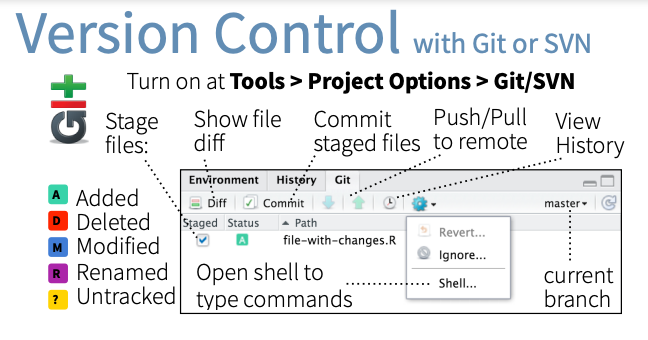 Version Control with Git or SVN
Turn on at Tools > Project Options > Git/SVN
git
Stage
files:
Show file
diff
Commit
staged files
Push/Pull
to remote
View
History
A Added
D Deleted
M Modified
R Renamed
? Untracked
Environment History Git
Diff Commit master
Staged Status Path
A file-with-changes.R
Revert...
Ignore...
Shell...
Open shell to
type commands
current
branch